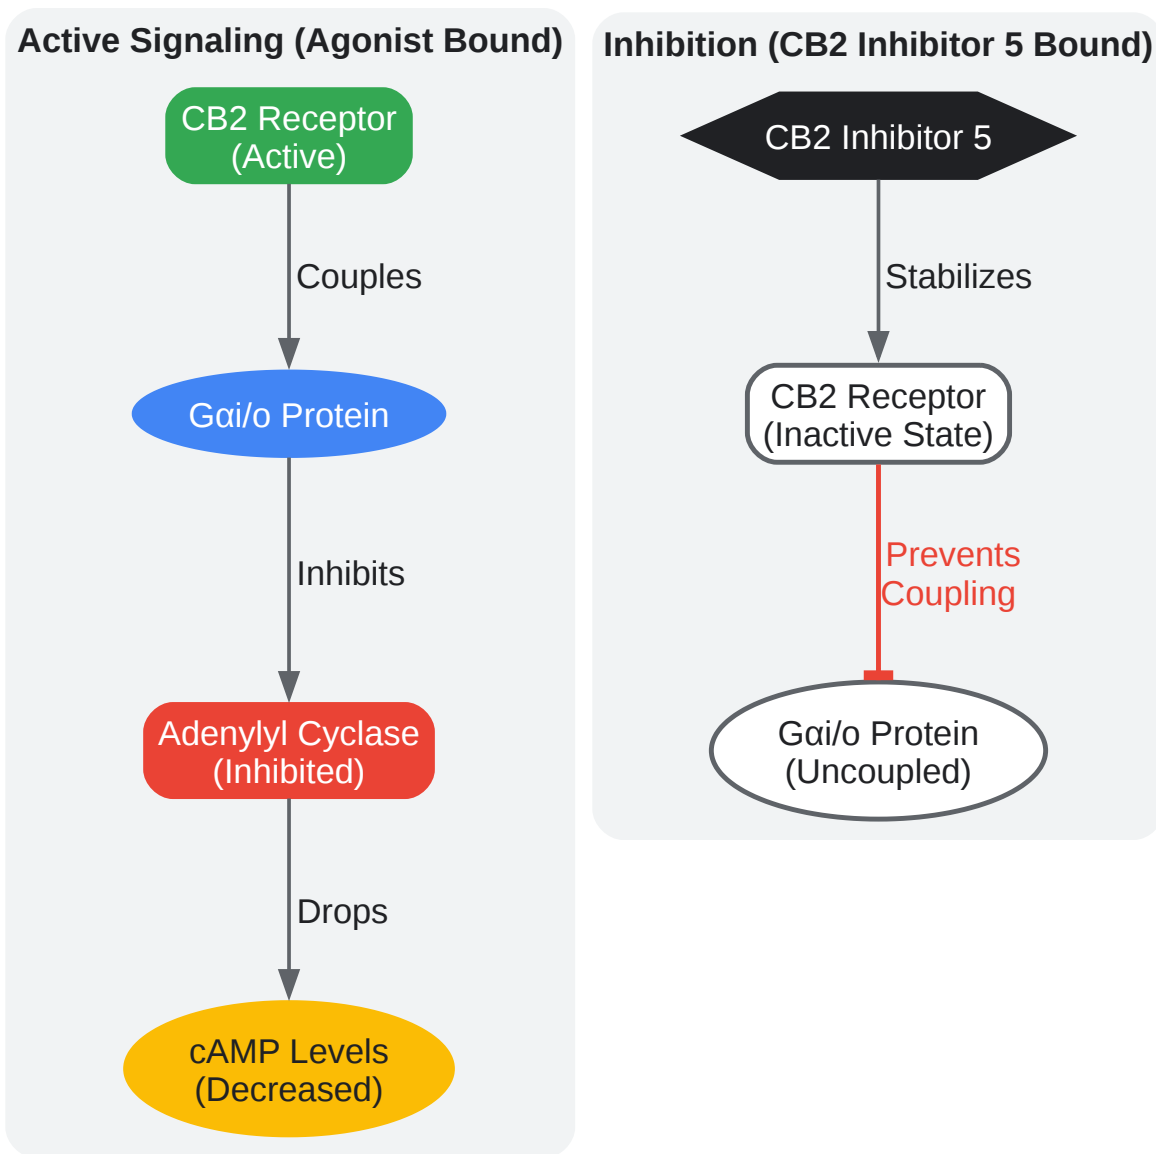 Active Signaling (Agonist Bound)
CB2 Receptor
(Active)
Couples
Gαi/o Protein
Inhibits
Adenylyl Cyclase
(Inhibited)
Drops
cAMP Levels
(Decreased)
Inhibition (CB2 Inhibitor 5 Bound)
CB2 Inhibitor 5
Stabilizes
CB2 Receptor
(Inactive State)
Prevents
Coupling
Gαi/o Protein
(Uncoupled)